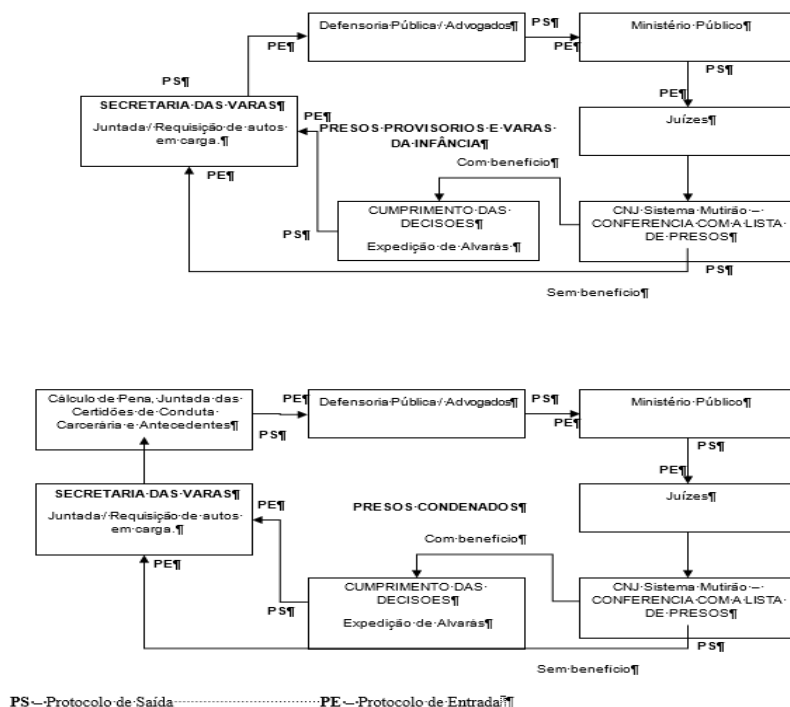 Defensoria Pública / Advogados¶
PS¶
PE¶
Ministério Público¶
PE¶
PS¶
PS¶
PE¶
SECRETARIA DAS VARAS¶
Juntada / Requisição de autos
em carga.¶
PE¶
PE¶
PRESOS PROVISORIOS E VARAS
DA INFÂNCIA¶
Juízes¶
Com beneficio¶
CUMPRIMENTO DAS
DECISOES¶
Expedição de Alvarás¶
PS¶
CNJ Sistema Mutirão –
CONFERENCIA COM A LISTA
DE PRESOS¶
PS¶
Sem beneficio¶
Cálculo de Pena, Juntada das
Certidões de Conduta
Carcerária e Antecedentes¶
PE¶
PS¶
Defensoria Pública / Advogados¶
PS¶
PE¶
Ministério Público¶
PS¶
PE¶
SECRETARIA DAS VARAS¶
Juntada / Requisição de autos
em carga.¶
PE¶
PE¶
PRESOS CONDENADOS¶
Juízes¶
Com beneficio¶
CUMPRIMENTO DAS
DECISOES¶
Expedição de Alvarás¶
PS¶
CNJ Sistema Mutirão –
CONFERENCIA COM A LISTA
DE PRESOS¶
PS¶
Sem beneficio¶
PS – Protocolo de Saída PE – Protocolo de Entrada¶